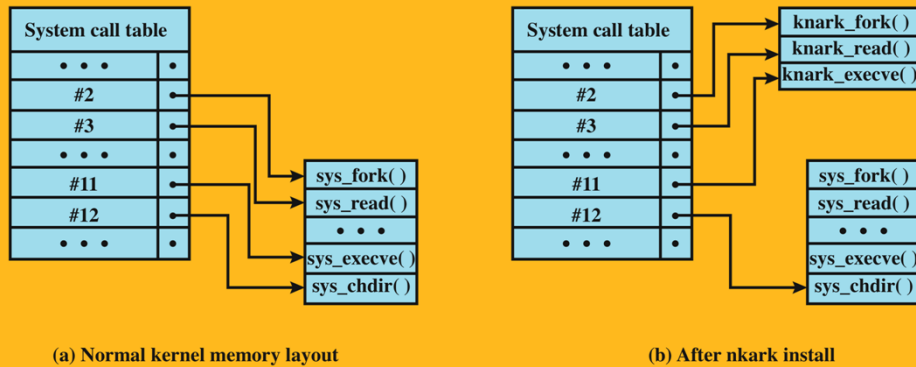 System call table
• • •
#2
#3
• • •
#11
#12
• • •
sys_fork( )
sys_read( )
• • •
sys_execve( )
sys_chdir( )
(a) Normal kernel memory layout
System call table
• • •
#2
#3
• • •
#11
#12
• • •
knark_fork( )
knark_read( )
knark_execve( )
sys_fork( )
sys_read( )
• • •
sys_execve( )
sys_chdir( )
(b) After nkark install